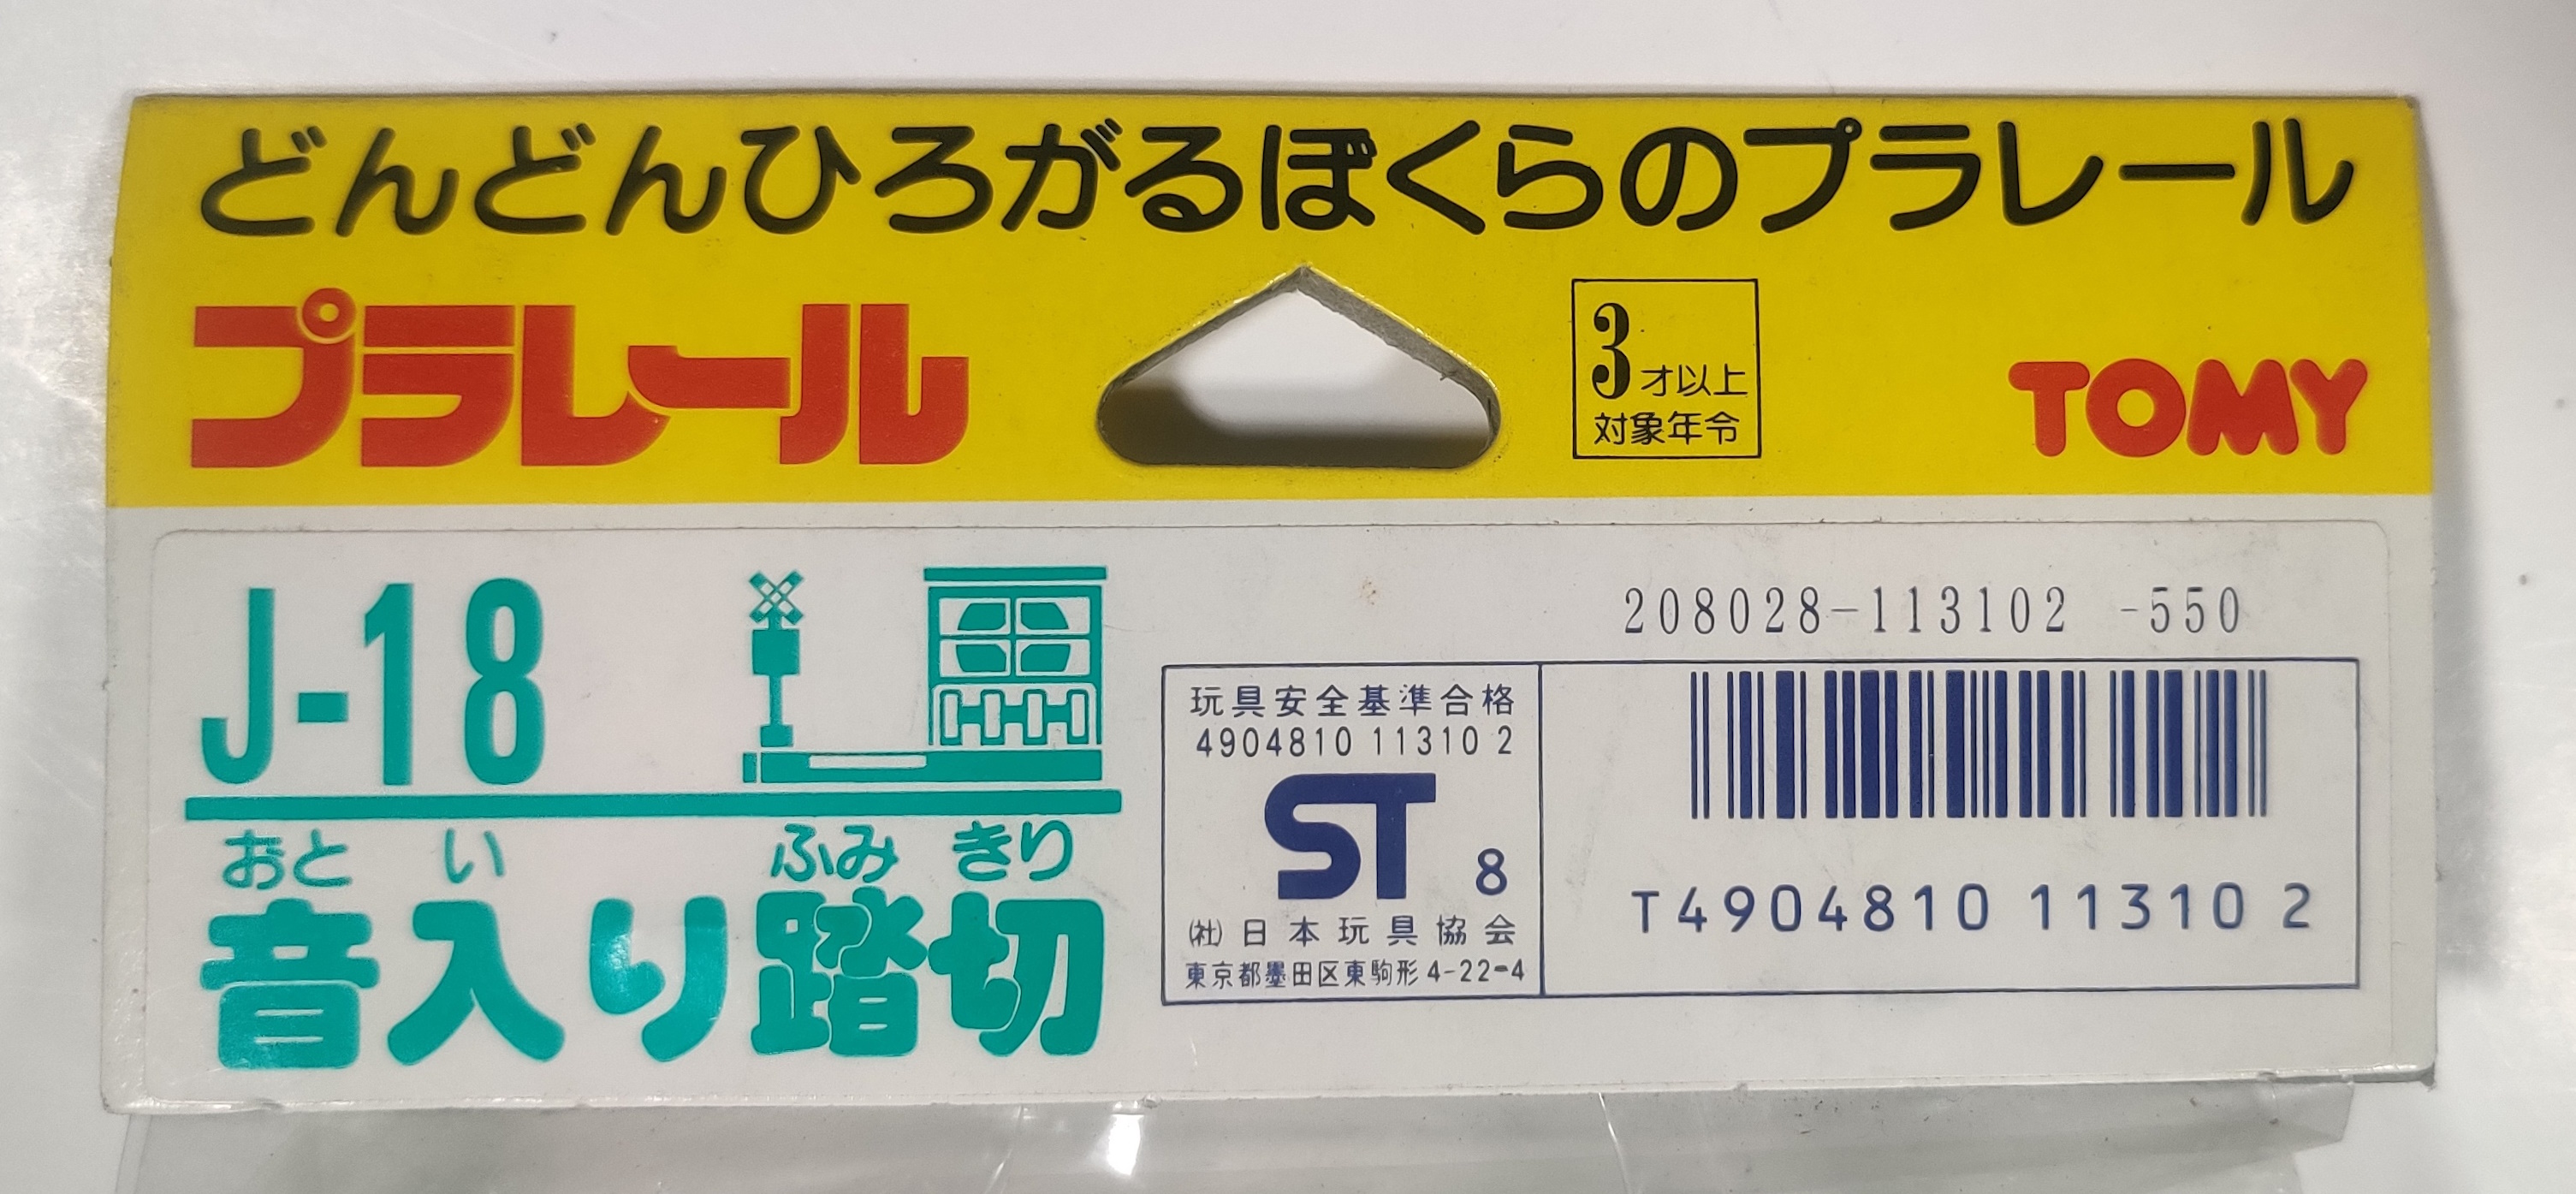 どんどんひろがるぼくらのプラレール
プラレール
3才以上
対象年令
TOMY
J-18
おと い ふみ きり
音入り踏切
208028-113102 -550
玩具安全基準合格
4904810 11310 2
ST 8
㈳日本玩具協会
東京都墨田区東駒形4-22-4
T4904810 11310 2